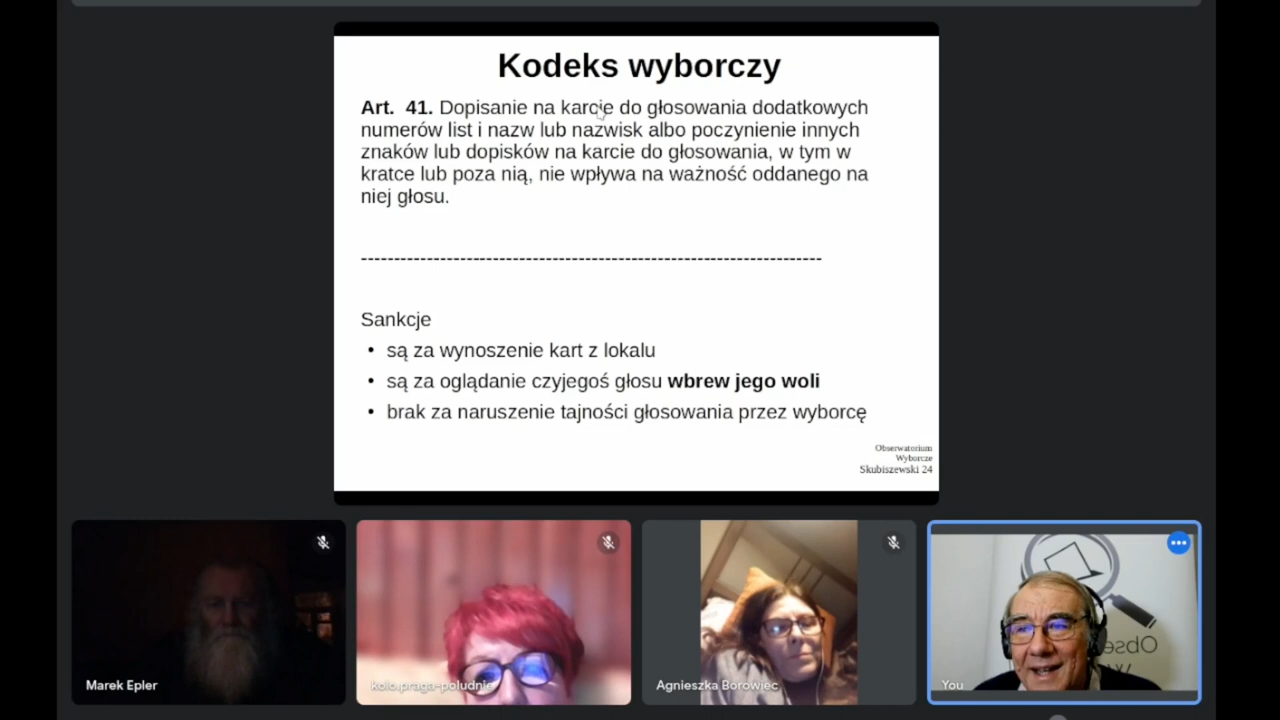 Kodeks wyborczy
Art. 41. Dopisanie na karcie do głosowania dodatkowych
numerów list i nazw lub nazwisk albo poczynienie innych
znaków lub dopisków na karcie do głosowania, w tym w
kratce lub poza nią, nie wpływa na ważność oddanego na
niej głosu.
----------------------------------------------------------------------
Sankcje
• są za wynoszenie kart z lokalu
• są za oglądanie czyjegoś głosu wbrew jego woli
• brak za naruszenie tajności głosowania przez wyborcę
Obserwatorium
Wyborcze
Skubiszewski 24
Marek Epler
kolo.praga-poludnie
Agnieszka Borowiec
You